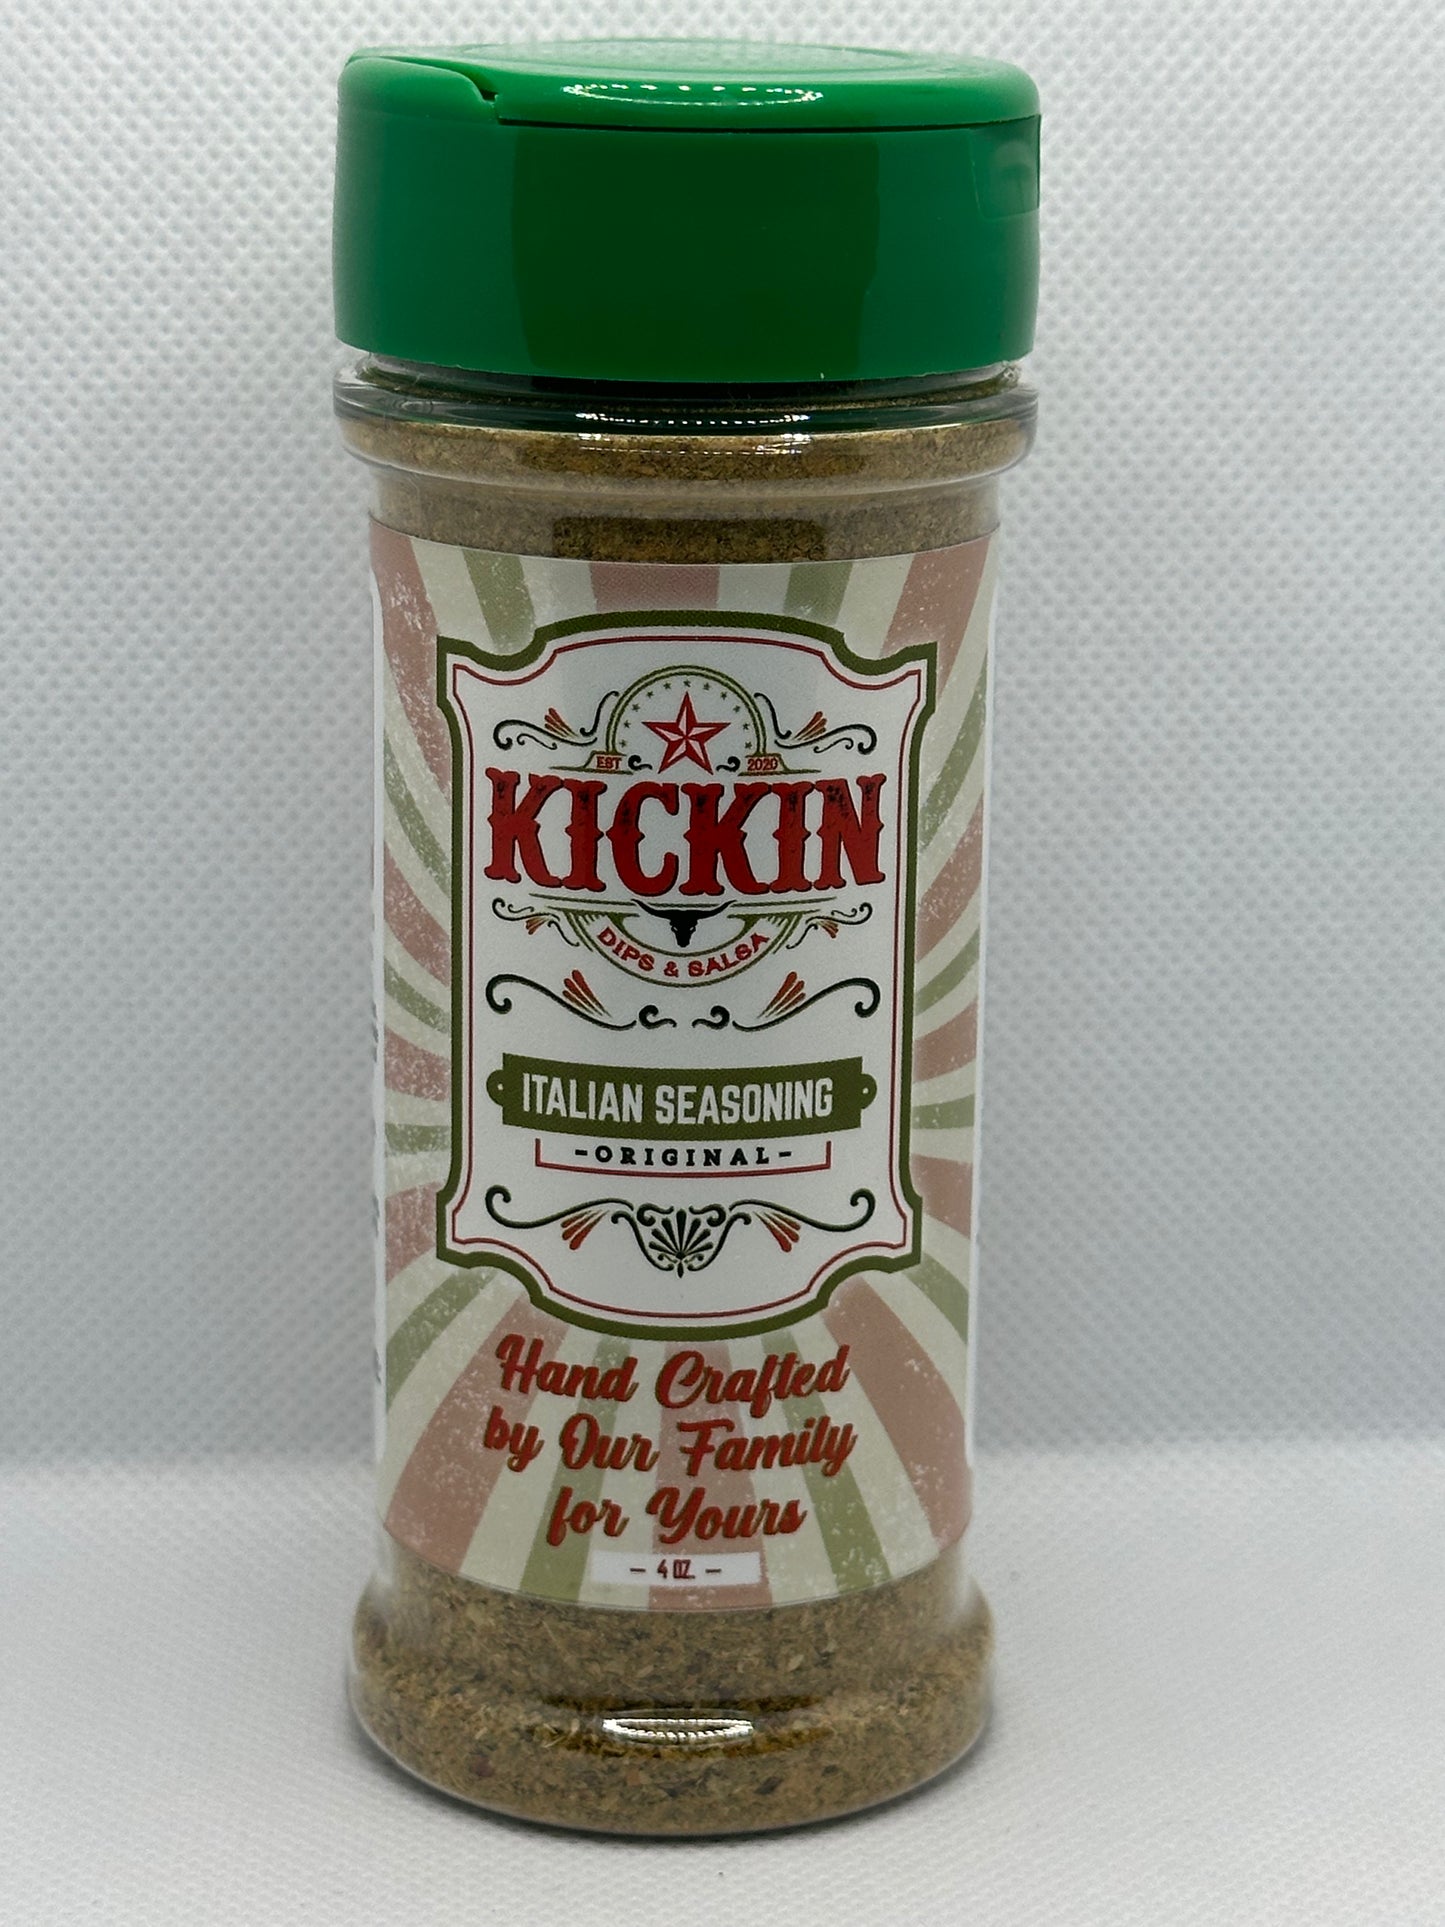 EST 2020
KICKIN
DIPS & SALSA
ITALIAN SEASONING
-ORIGINAL-
Hand Crafted
by Our Family
for Yours
- 4 OZ. -